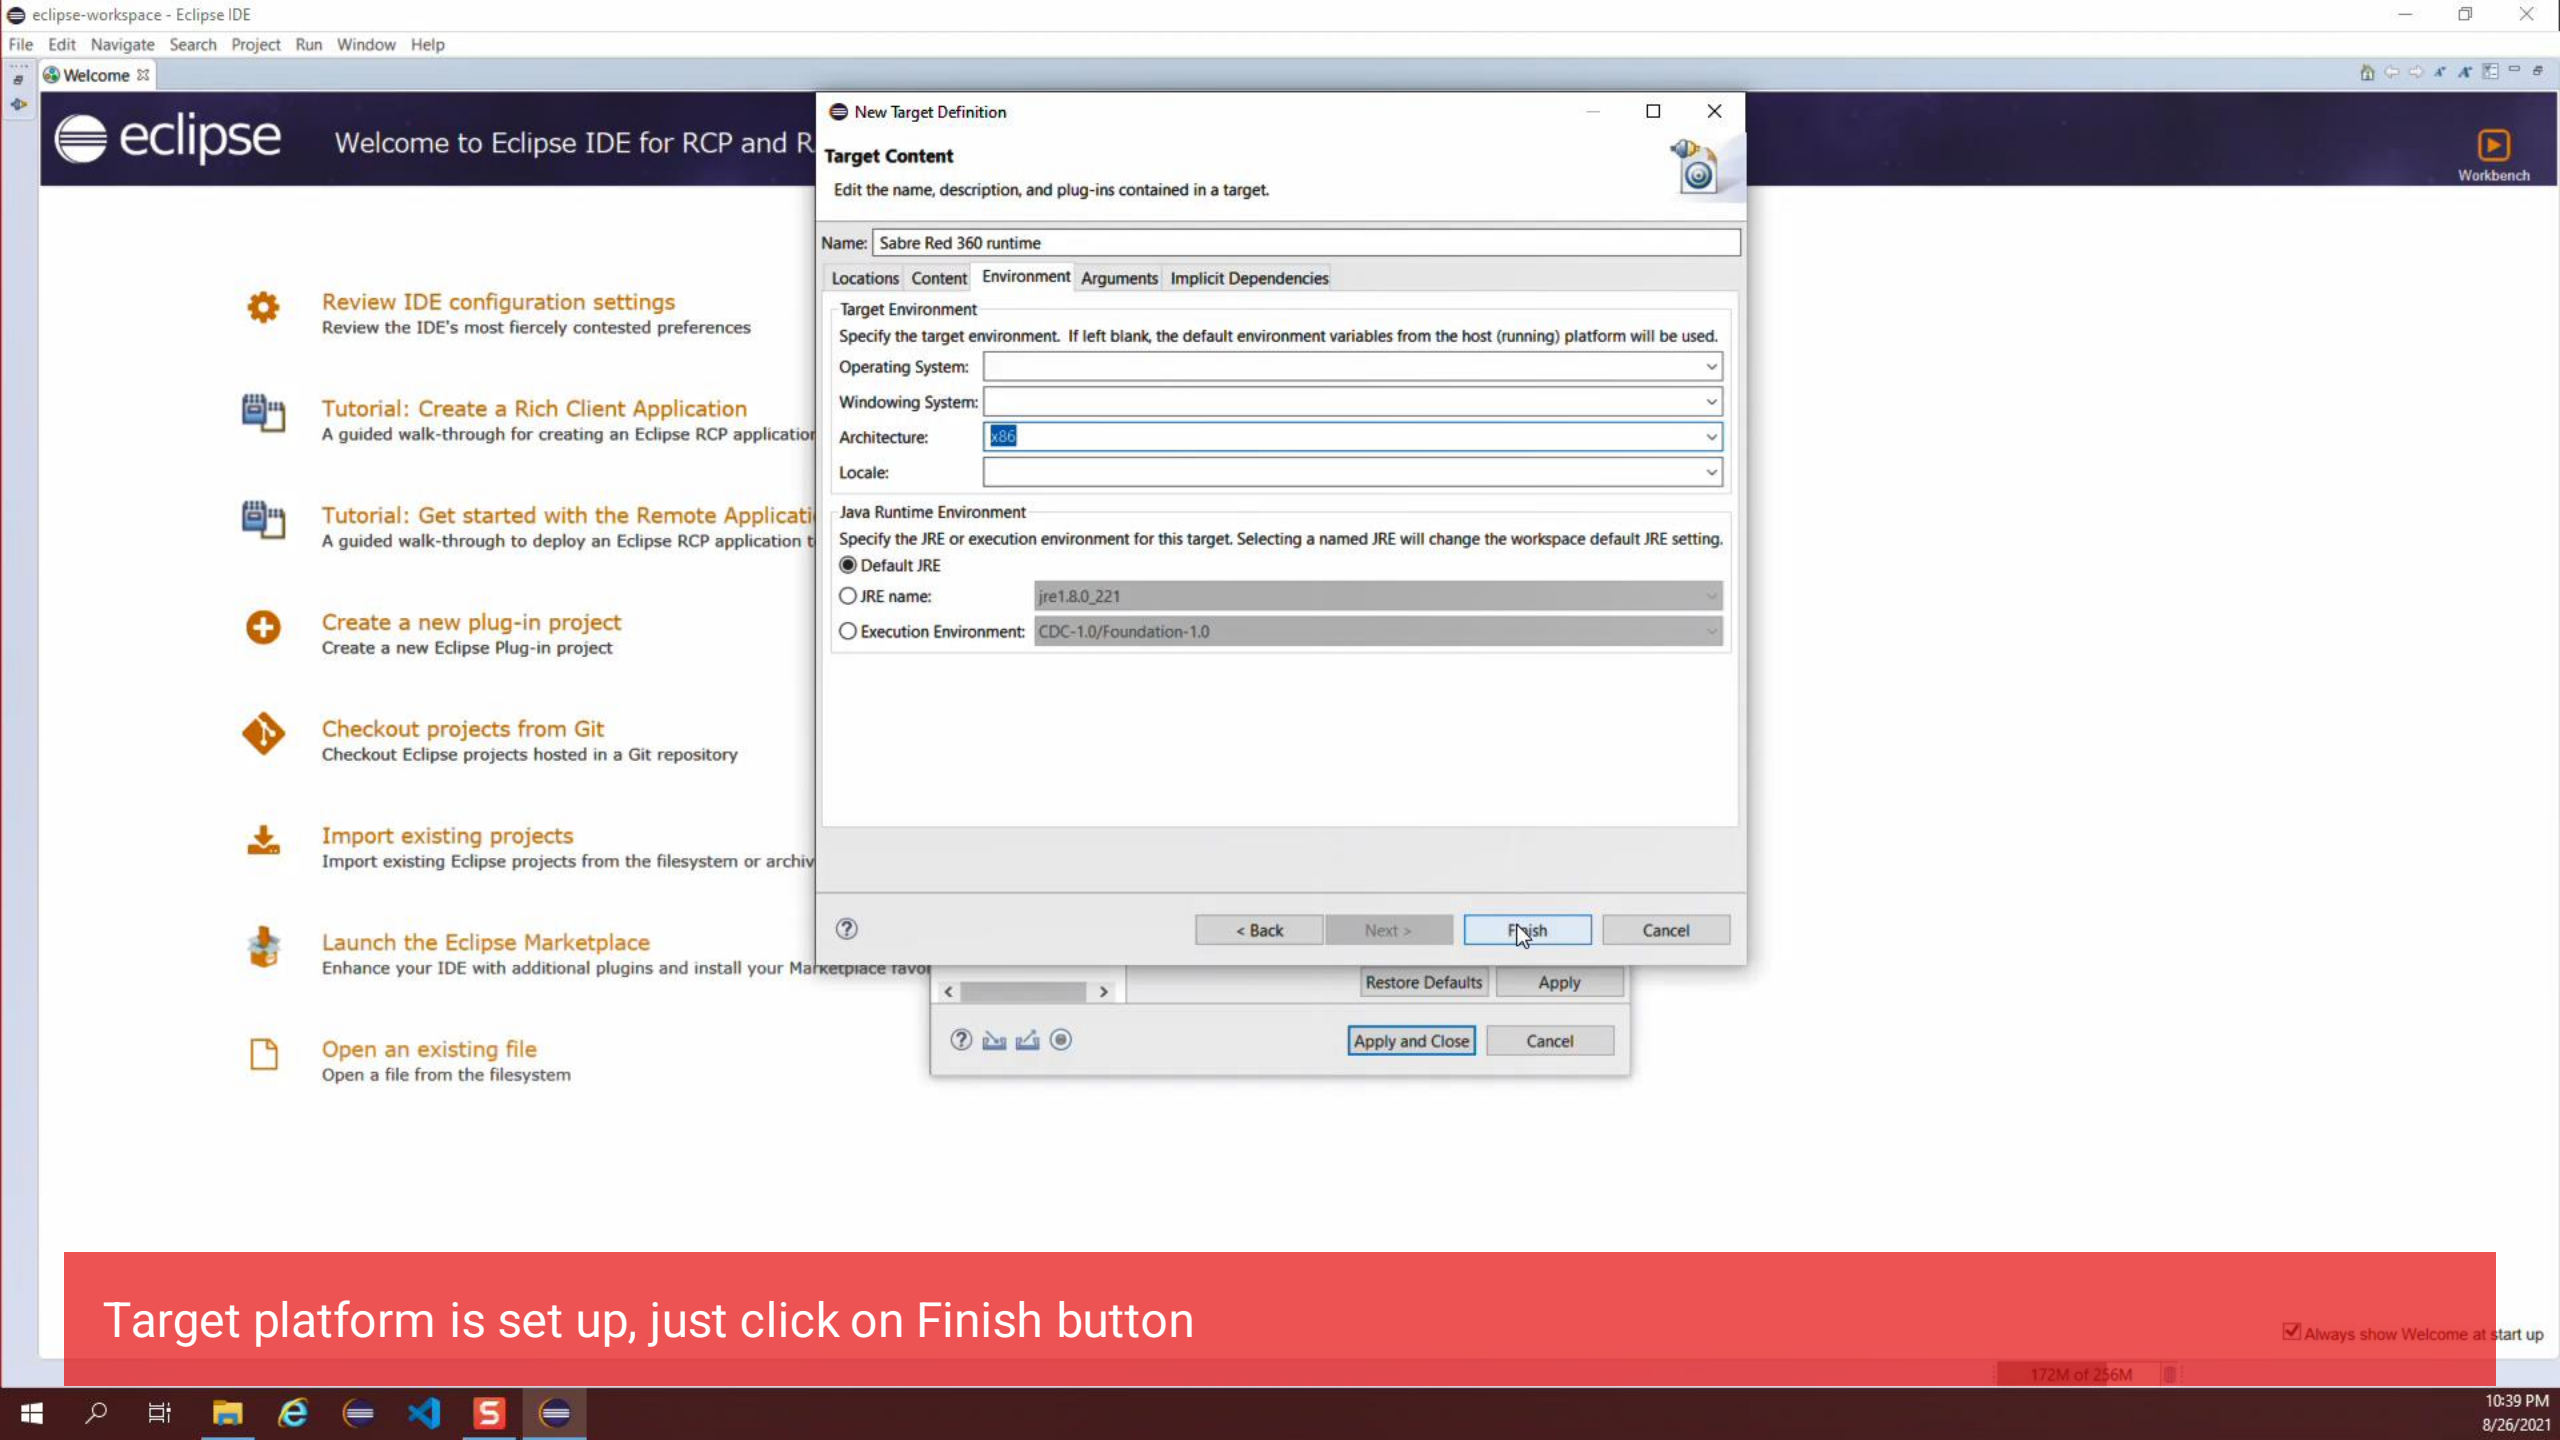 eclipse-workspace - Eclipse IDE
File Edit Navigate Search Project Run Window Help
Welcome
eclipse
Welcome to Eclipse IDE for RCP and R
Workbench
Review IDE configuration settings
Review the IDE's most fiercely contested preferences
Tutorial: Create a Rich Client Application
A guided walk-through for creating an Eclipse RCP application
Tutorial: Get started with the Remote Applicati
A guided walk-through to deploy an Eclipse RCP application t
Create a new plug-in project
Create a new Eclipse Plug-in project
Checkout projects from Git
Checkout Eclipse projects hosted in a Git repository
Import existing projects
Import existing Eclipse projects from the filesystem or archiv
Launch the Eclipse Marketplace
Enhance your IDE with additional plugins and install your Marketplace favor
Open an existing file
Open a file from the filesystem
New Target Definition
Target Content
Edit the name, description, and plug-ins contained in a target.
Name: Sabre Red 360 runtime
Locations Content Environment Arguments Implicit Dependencies
Target Environment
Specify the target environment. If left blank, the default environment variables from the host (running) platform will be used.
Operating System:
Windowing System:
Architecture: x86
Locale:
Java Runtime Environment
Specify the JRE or execution environment for this target. Selecting a named JRE will change the workspace default JRE setting.
Default JRE
JRE name: jre1.8.0_221
Execution Environment: CDC-1.0/Foundation-1.0
< Back Next > Finish Cancel
Restore Defaults Apply
Apply and Close Cancel
Target platform is set up, just click on Finish button
Always show Welcome at start up
172M of 256M
10:39 PM
8/26/2021